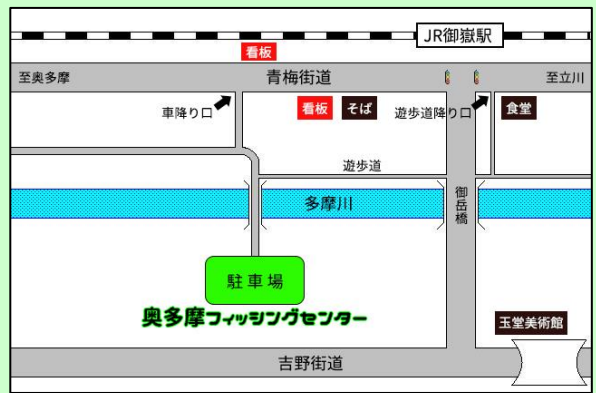 JR御嶽駅
看板
至奥多摩
青梅街道
至立川
車降り口
看板
そば
遊歩道降り口
食堂
遊歩道
多摩川
御岳橋
駐車場
奥多摩フィッシングセンター
玉堂美術館
吉野街道